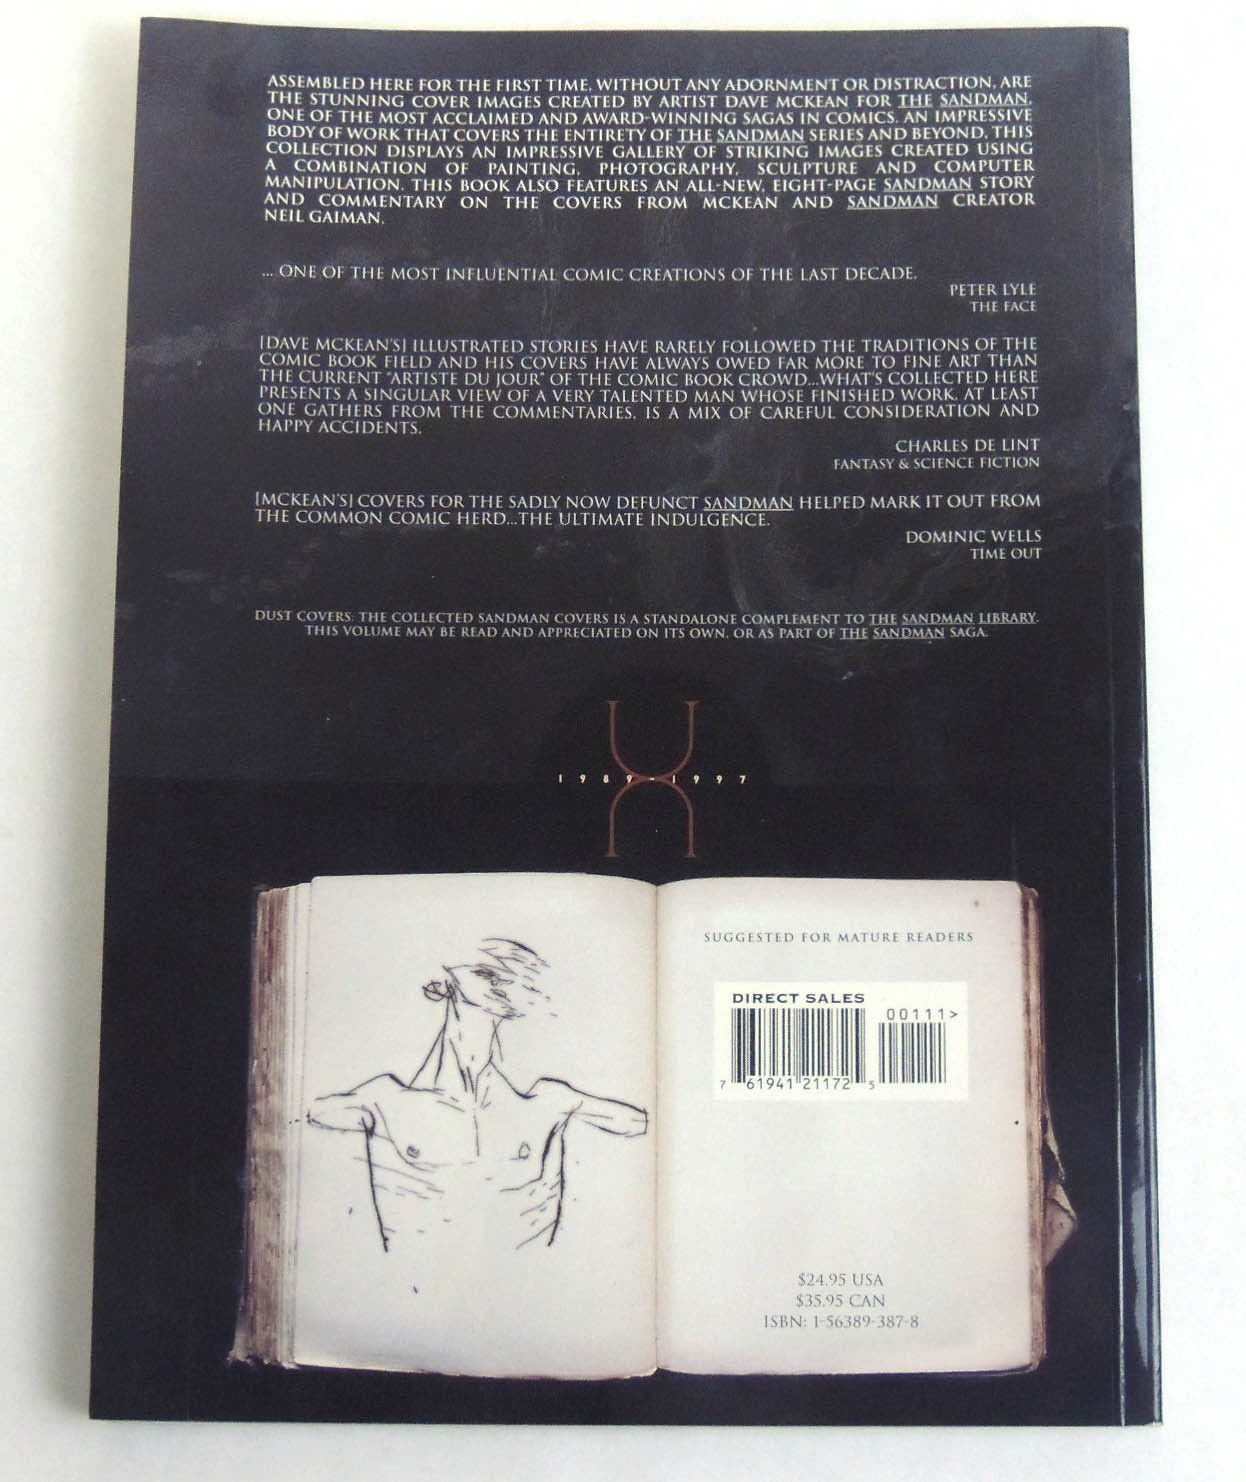 ASSEMBLED HERE FOR THE FIRST TIME, WITHOUT ANY ADORNMENT OR DISTRACTION, ARE
THE STUNNING COVER IMAGES CREATED BY ARTIST DAVE MCKEAN FOR THE SANDMAN,
ONE OF THE MOST ACCLAIMED AND AWARD-WINNING SAGAS IN COMICS. AN IMPRESSIVE
BODY OF WORK THAT COVERS THE ENTIRETY OF THE SANDMAN SERIES AND BEYOND, THIS
COLLECTION DISPLAYS AN IMPRESSIVE GALLERY OF STRIKING IMAGES CREATED USING
A COMBINATION OF PAINTING, PHOTOGRAPHY, SCULPTURE AND COMPUTER
MANIPULATION. THIS BOOK ALSO FEATURES AN ALL-NEW, EIGHT-PAGE SANDMAN STORY
AND COMMENTARY ON THE COVERS FROM MCKEAN AND SANDMAN CREATOR
NEIL GAIMAN.
... ONE OF THE MOST INFLUENTIAL COMIC CREATIONS OF THE LAST DECADE.
PETER LYLE
THE FACE
[DAVE MCKEAN'S] ILLUSTRATED STORIES HAVE RARELY FOLLOWED THE TRADITIONS OF THE
COMIC BOOK FIELD AND HIS COVERS HAVE ALWAYS OWED FAR MORE TO FINE ART THAN
THE CURRENT "ARTISTE DU JOUR" OF THE COMIC BOOK CROWD...WHAT'S COLLECTED HERE
PRESENTS A SINGULAR VIEW OF A VERY TALENTED MAN WHOSE FINISHED WORK, AT LEAST
ONE GATHERS FROM THE COMMENTARIES, IS A MIX OF CAREFUL CONSIDERATION AND
HAPPY ACCIDENTS.
CHARLES DE LINT
FANTASY & SCIENCE FICTION
[MCKEAN'S] COVERS FOR THE SADLY NOW DEFUNCT SANDMAN HELPED MARK IT OUT FROM
THE COMMON COMIC HERD...THE ULTIMATE INDULGENCE.
DOMINIC WELLS
TIME OUT
DUST COVERS: THE COLLECTED SANDMAN COVERS IS A STANDALONE COMPLEMENT TO THE SANDMAN LIBRARY.
THIS VOLUME MAY BE READ AND APPRECIATED ON ITS OWN, OR AS PART OF THE SANDMAN SAGA.
1989-1997
SUGGESTED FOR MATURE READERS
DIRECT SALES
00111>
7 61941 21172 5
$24.95 USA
$35.95 CAN
ISBN: 1-56389-387-8